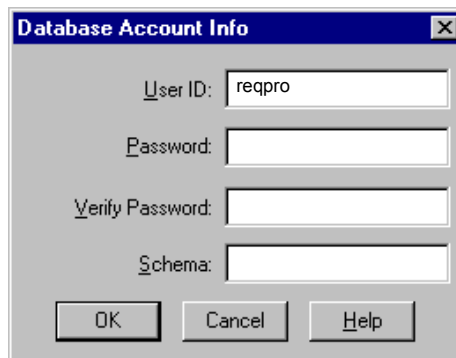 Database Account Info
User ID: reqpro
Password:
Verify Password:
Schema:
OK Cancel Help